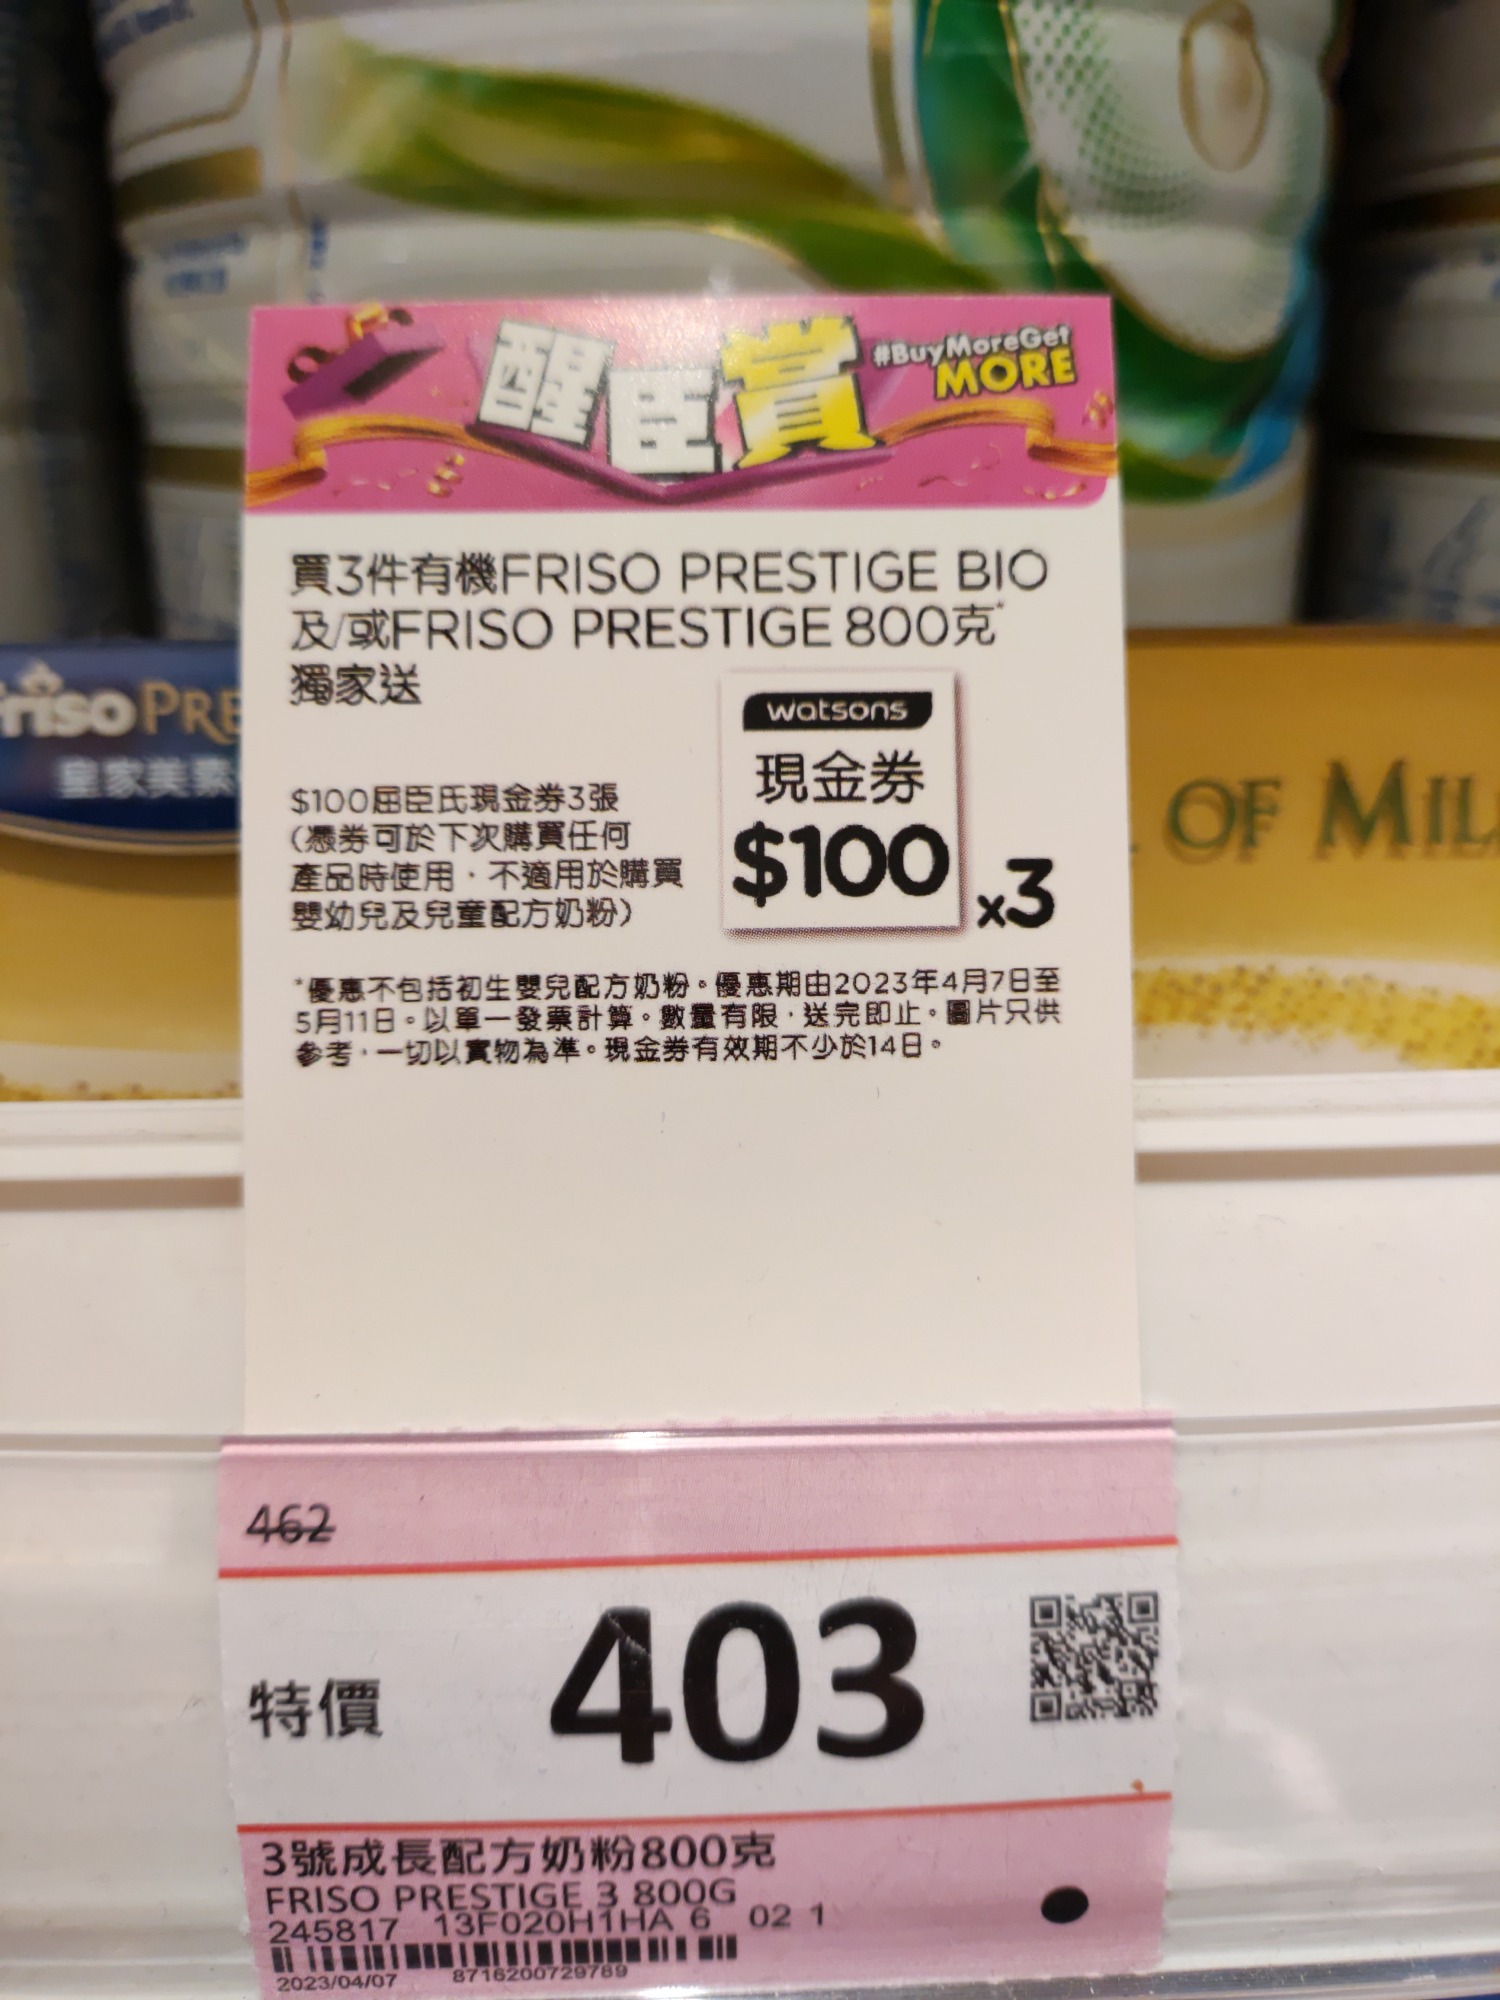 醒臣賞
#BuyMoreGet
MORE
買3件有機FRISO PRESTIGE BIO
及/或FRISO PRESTIGE 800克*
獨家送
watsons
現金券
$100
x3
$100屈臣氏現金券3張
(憑券可於下次購買任何
產品時使用，不適用於購買
嬰幼兒及兒童配方奶粉)
*優惠不包括初生嬰兒配方奶粉。優惠期由2023年4月7日至
5月11日。以單一發票計算。數量有限，送完即止。圖片只供
參考，一切以實物為準。現金券有效期不少於14日。
friso PRE
皇家美素
OF MIL
462
特價
403
3號成長配方奶粉800克
FRISO PRESTIGE 3 800G
245817 13F020H1HA 6 02 1
2023/04/07 8716200729789